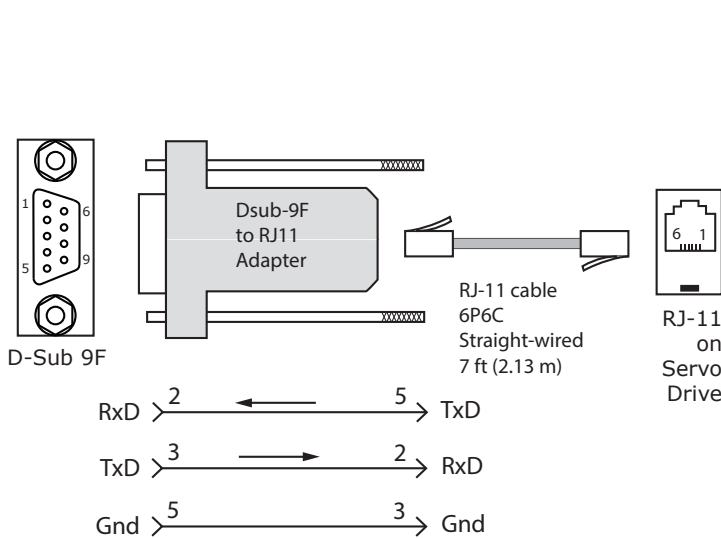 1
6
5
9
D-Sub 9F
Dsub-9F
to RJ11
Adapter
RJ-11 cable
6P6C
Straight-wired
7 ft (2.13 m)
6 1
RJ-11
on
Servo
Drive
RxD 2 5 TxD
TxD 3 2 RxD
Gnd 5 3 Gnd